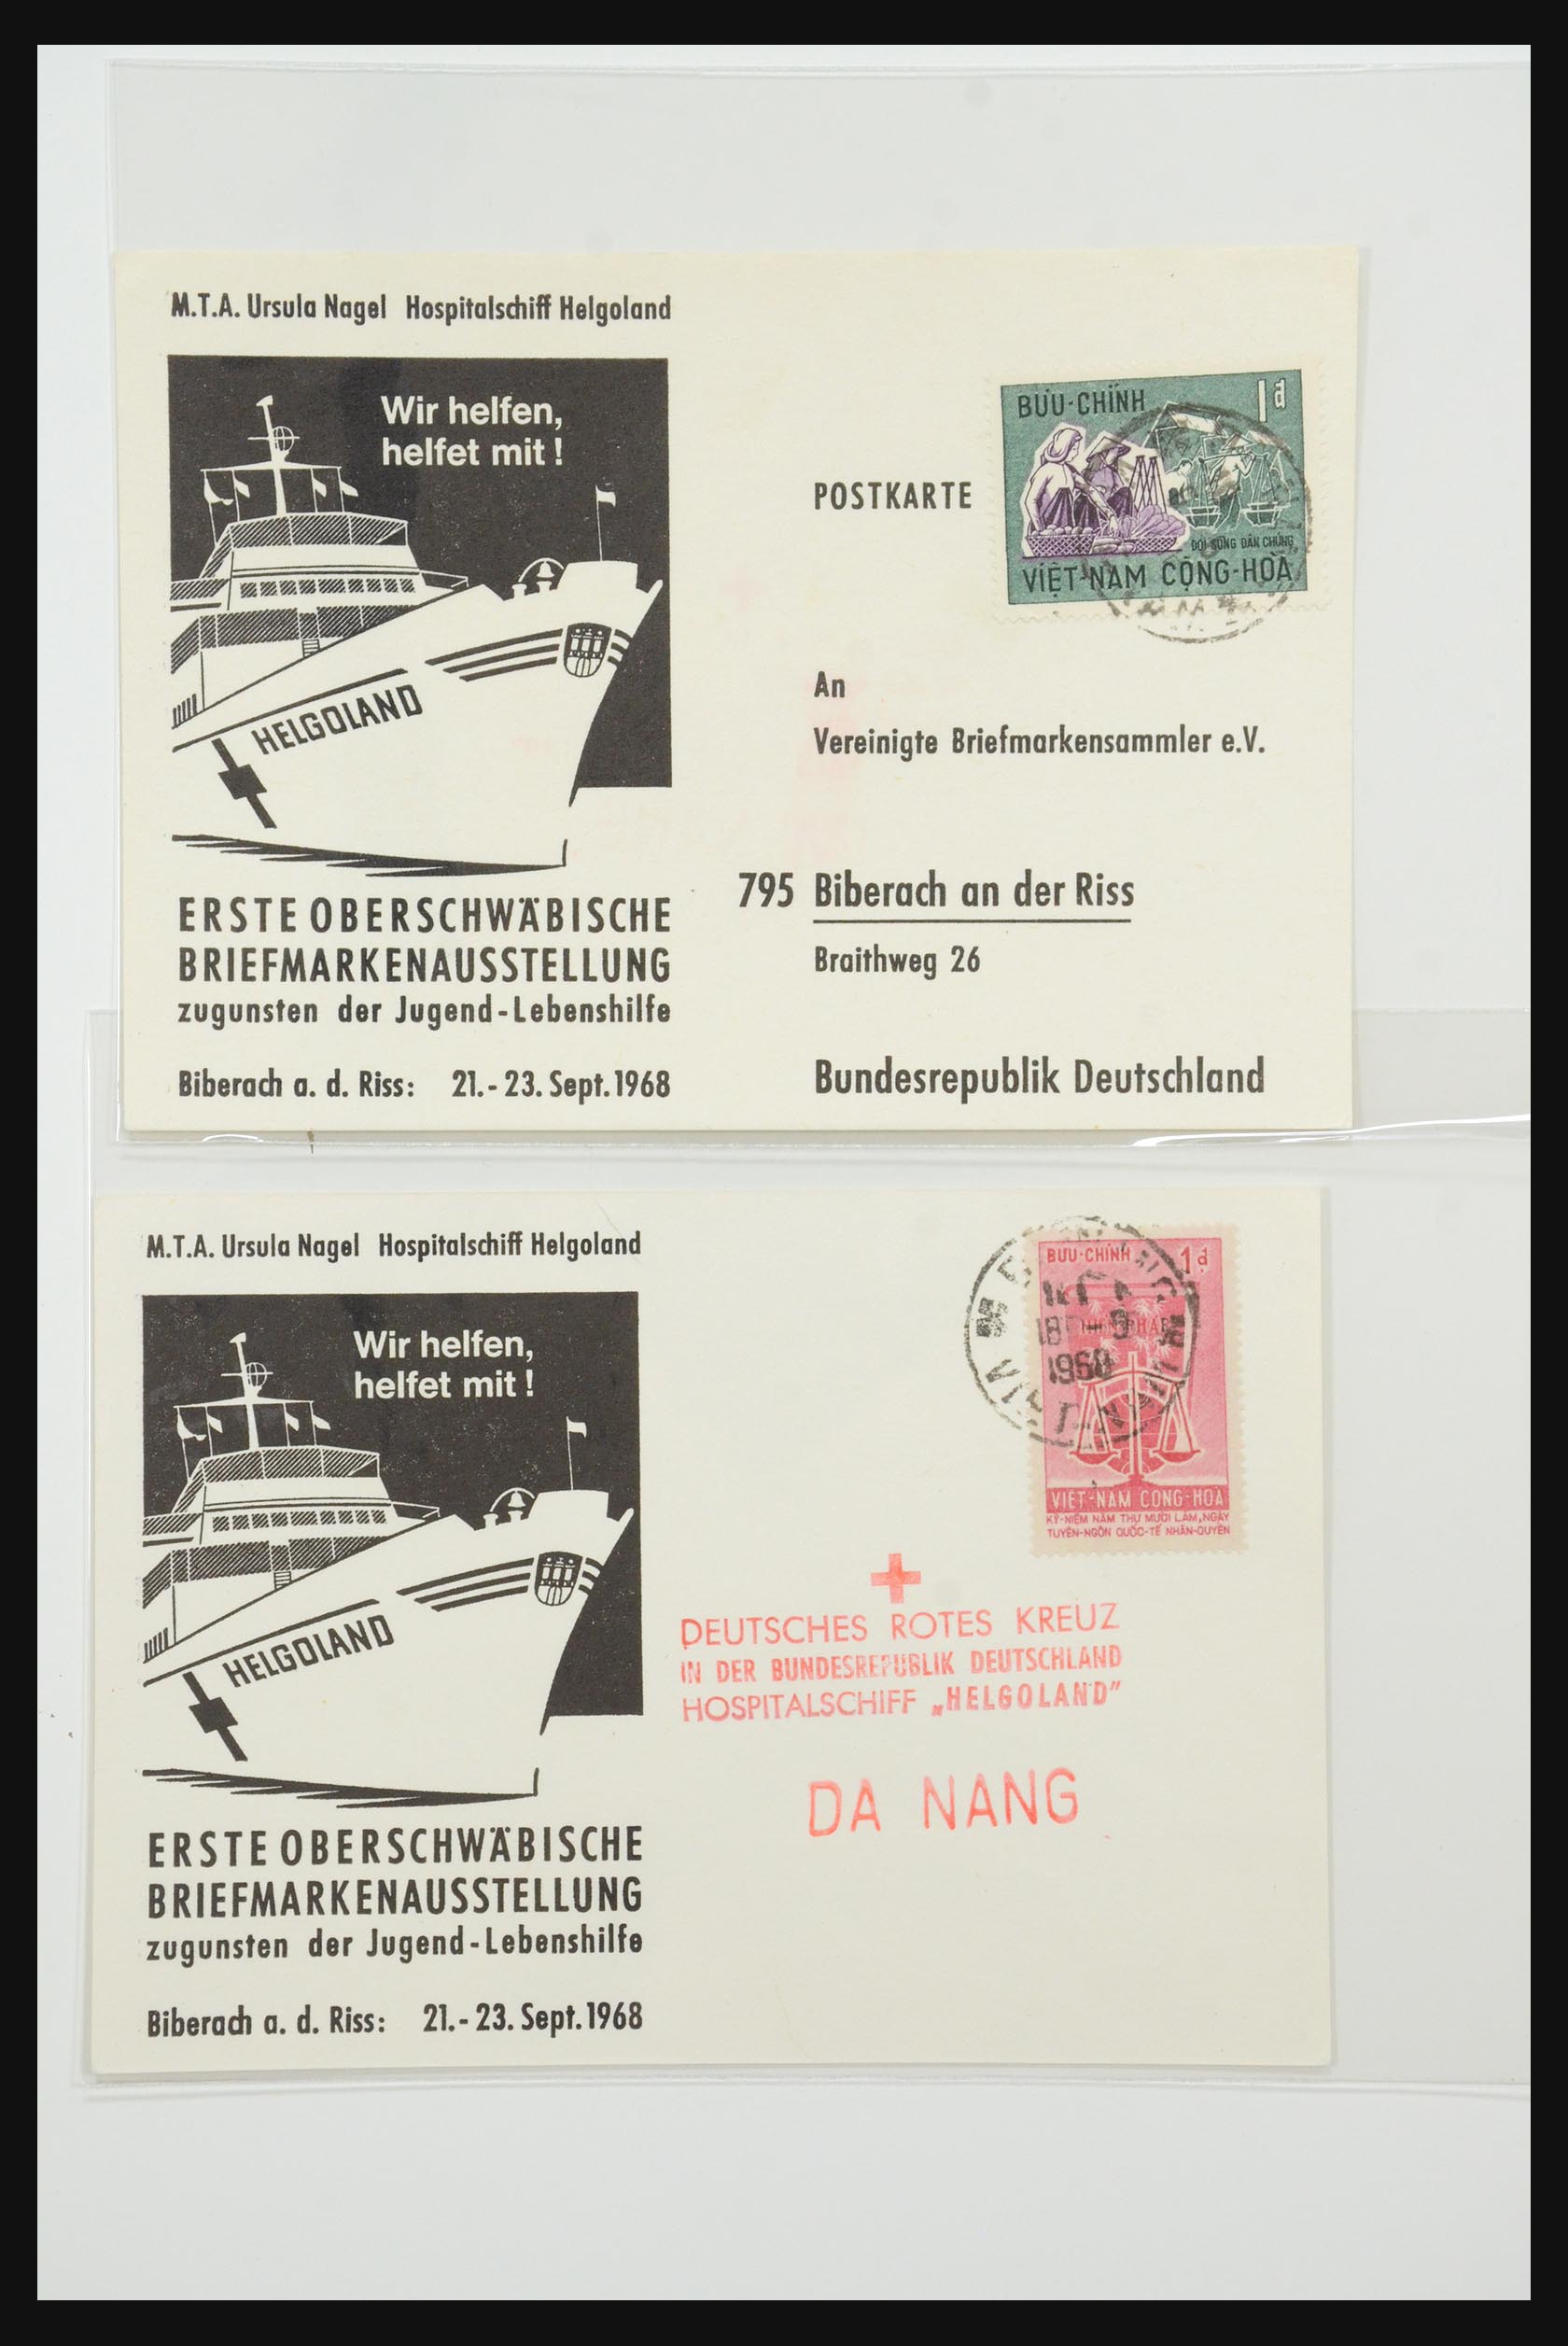 M.T.A. Ursula Nagel Hospitalschiff Helgoland
Wir helfen,
helfet mit!
HELGOLAND
ERSTE OBERSCHWÄBISCHE
BRIEFMARKENAUSSTELLUNG
zugunsten der Jugend-Lebenshilfe
Biberach a. d. Riss: 21.-23. Sept. 1968
BƯU-CHÍNH 1đ
ĐỜI SỐNG DÂN CHÚNG
VIỆT-NAM CỘNG-HÒA
POSTKARTE
An
Vereinigte Briefmarkensammler e.V.
795 Biberach an der Riss
Braithweg 26
Bundesrepublik Deutschland
M.T.A. Ursula Nagel Hospitalschiff Helgoland
Wir helfen,
helfet mit!
HELGOLAND
ERSTE OBERSCHWÄBISCHE
BRIEFMARKENAUSSTELLUNG
zugunsten der Jugend-Lebenshilfe
Biberach a. d. Riss: 21.-23. Sept. 1968
BƯU-CHÍNH 1đ
1968
VIỆT-NAM CỘNG-HÒA
KỶ-NIỆM NĂM THỨ MƯỜI LĂM, NGÀY
TUYÊN-NGÔN QUỐC-TẾ NHÂN-QUYỀN
DEUTSCHES ROTES KREUZ
IN DER BUNDESREPUBLIK DEUTSCHLAND
HOSPITALSCHIFF „HELGOLAND"
DA NANG